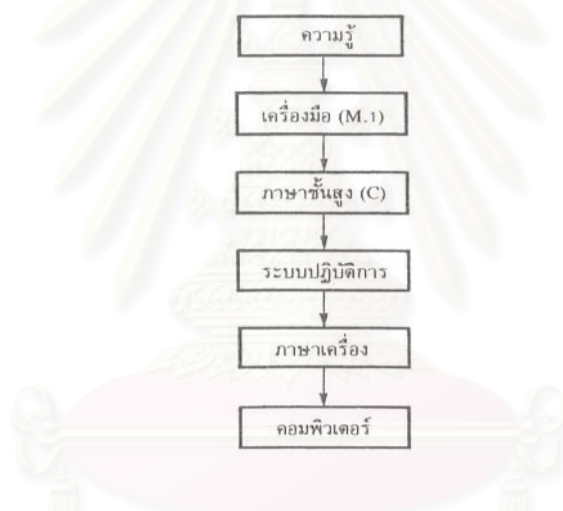 ความรู้
เครื่องมือ (M.1)
ภาษาชั้นสูง (C)
ระบบปฏิบัติการ
ภาษาเครื่อง
คอมพิวเตอร์